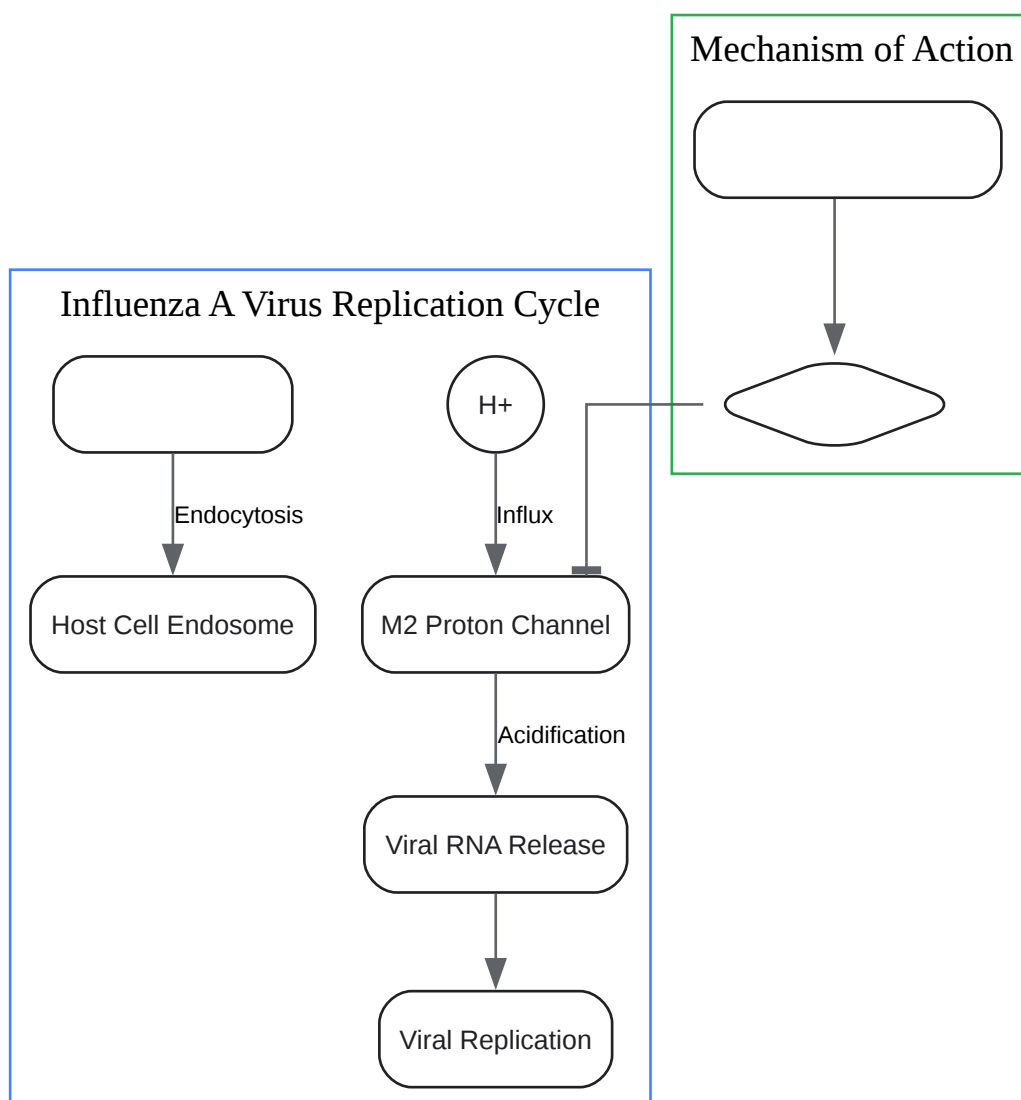 Mechanism of Action
Influenza A Virus Replication Cycle
H+
Endocytosis
Influx
Host Cell Endosome
M2 Proton Channel
Acidification
Viral RNA Release
Viral Replication